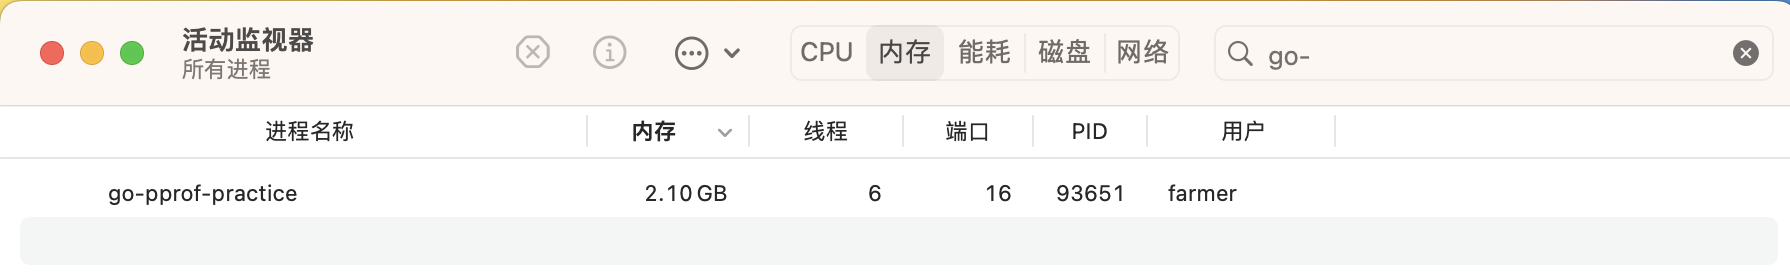 活动监视器
所有进程
CPU 内存 能耗 磁盘 网络
go-
进程名称 内存 线程 端口 PID 用户
go-pprof-practice 2.10 GB 6 16 93651 farmer